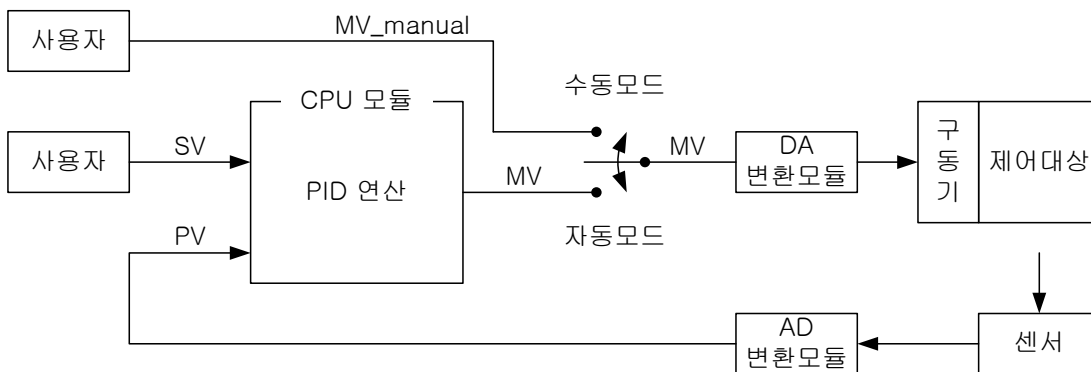 사용자
MV_manual
수동모드
CPU 모듈
사용자
SV
PID 연산
MV
MV
DA
변환모듈
구
동
기
제어대상
자동모드
PV
AD
변환모듈
센서